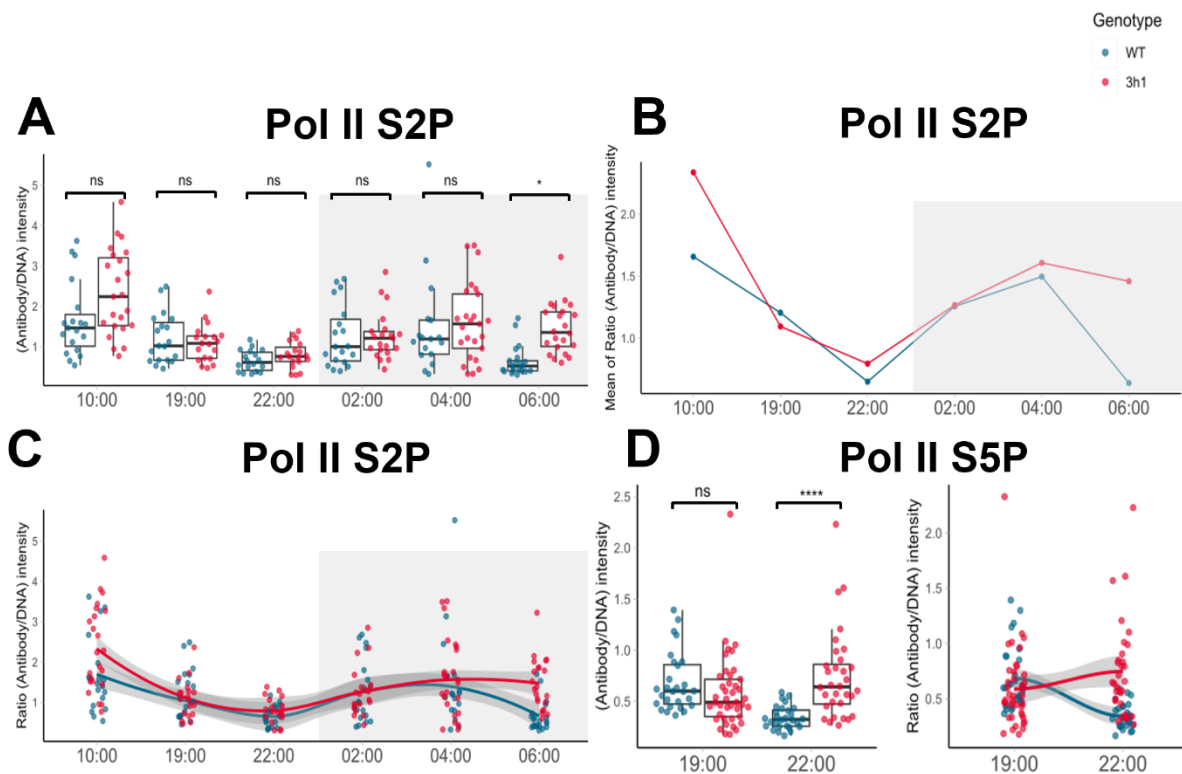 Genotype
WT
3h1
A
Pol II S2P
(Antibody/DNA) intensity
5
4
3
2
1
ns
ns
ns
ns
ns
*
10:00
19:00
22:00
02:00
04:00
06:00
B
Pol II S2P
Mean of Ratio (Antibody/DNA) intensity
2.0
1.5
1.0
10:00
19:00
22:00
02:00
04:00
06:00
C
Pol II S2P
Ratio (Antibody/DNA) intensity
5
4
3
2
1
10:00
19:00
22:00
02:00
04:00
06:00
D
Pol II S5P
(Antibody/DNA) intensity
2.5
2.0
1.5
1.0
0.5
ns
****
19:00
22:00
Ratio (Antibody/DNA) intensity
2.0
1.5
1.0
0.5
19:00
22:00